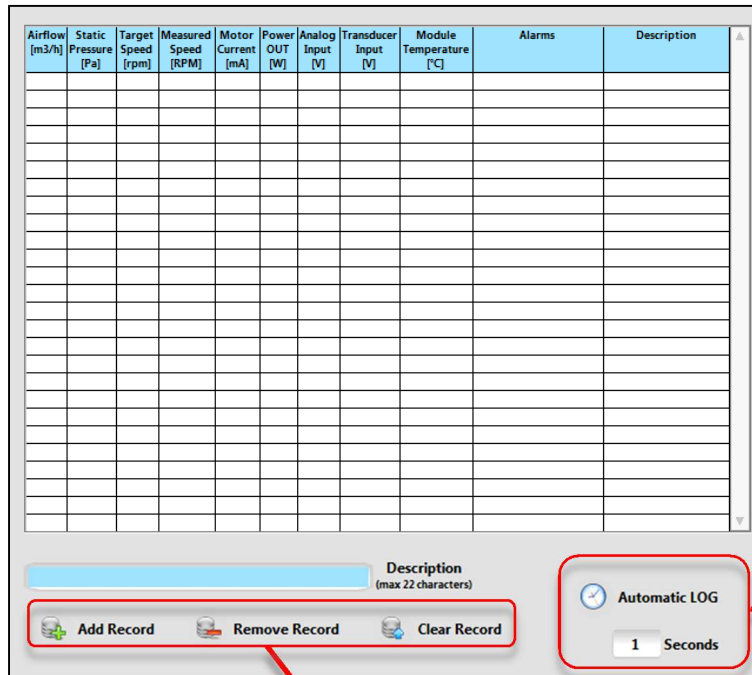 Airflow Static Target Measured Motor Power Analog Transducer Module Alarms Description
[m3/h] Pressure Speed Speed Current OUT Input Input Temperature
[Pa] [rpm] [RPM] [mA] [W] [V] [V] [°C]
Description
(max 22 characters)
Automatic LOG
Add Record Remove Record Clear Record
1 Seconds